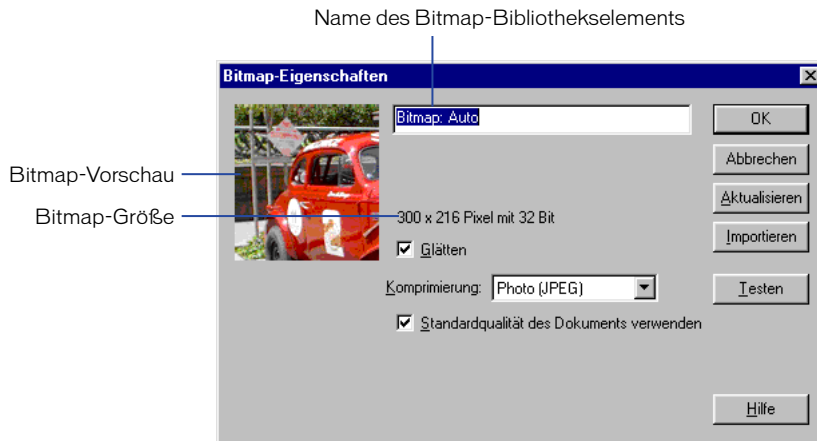 Name des Bitmap-Bibliothekselements
Bitmap-Eigenschaften
Bitmap: Auto
OK
Abbrechen
Bitmap-Vorschau
Aktualisieren
Bitmap-Größe
300 x 216 Pixel mit 32 Bit
Importieren
Glätten
Komprimierung: Photo (JPEG)
Testen
Standardqualität des Dokuments verwenden
Hilfe